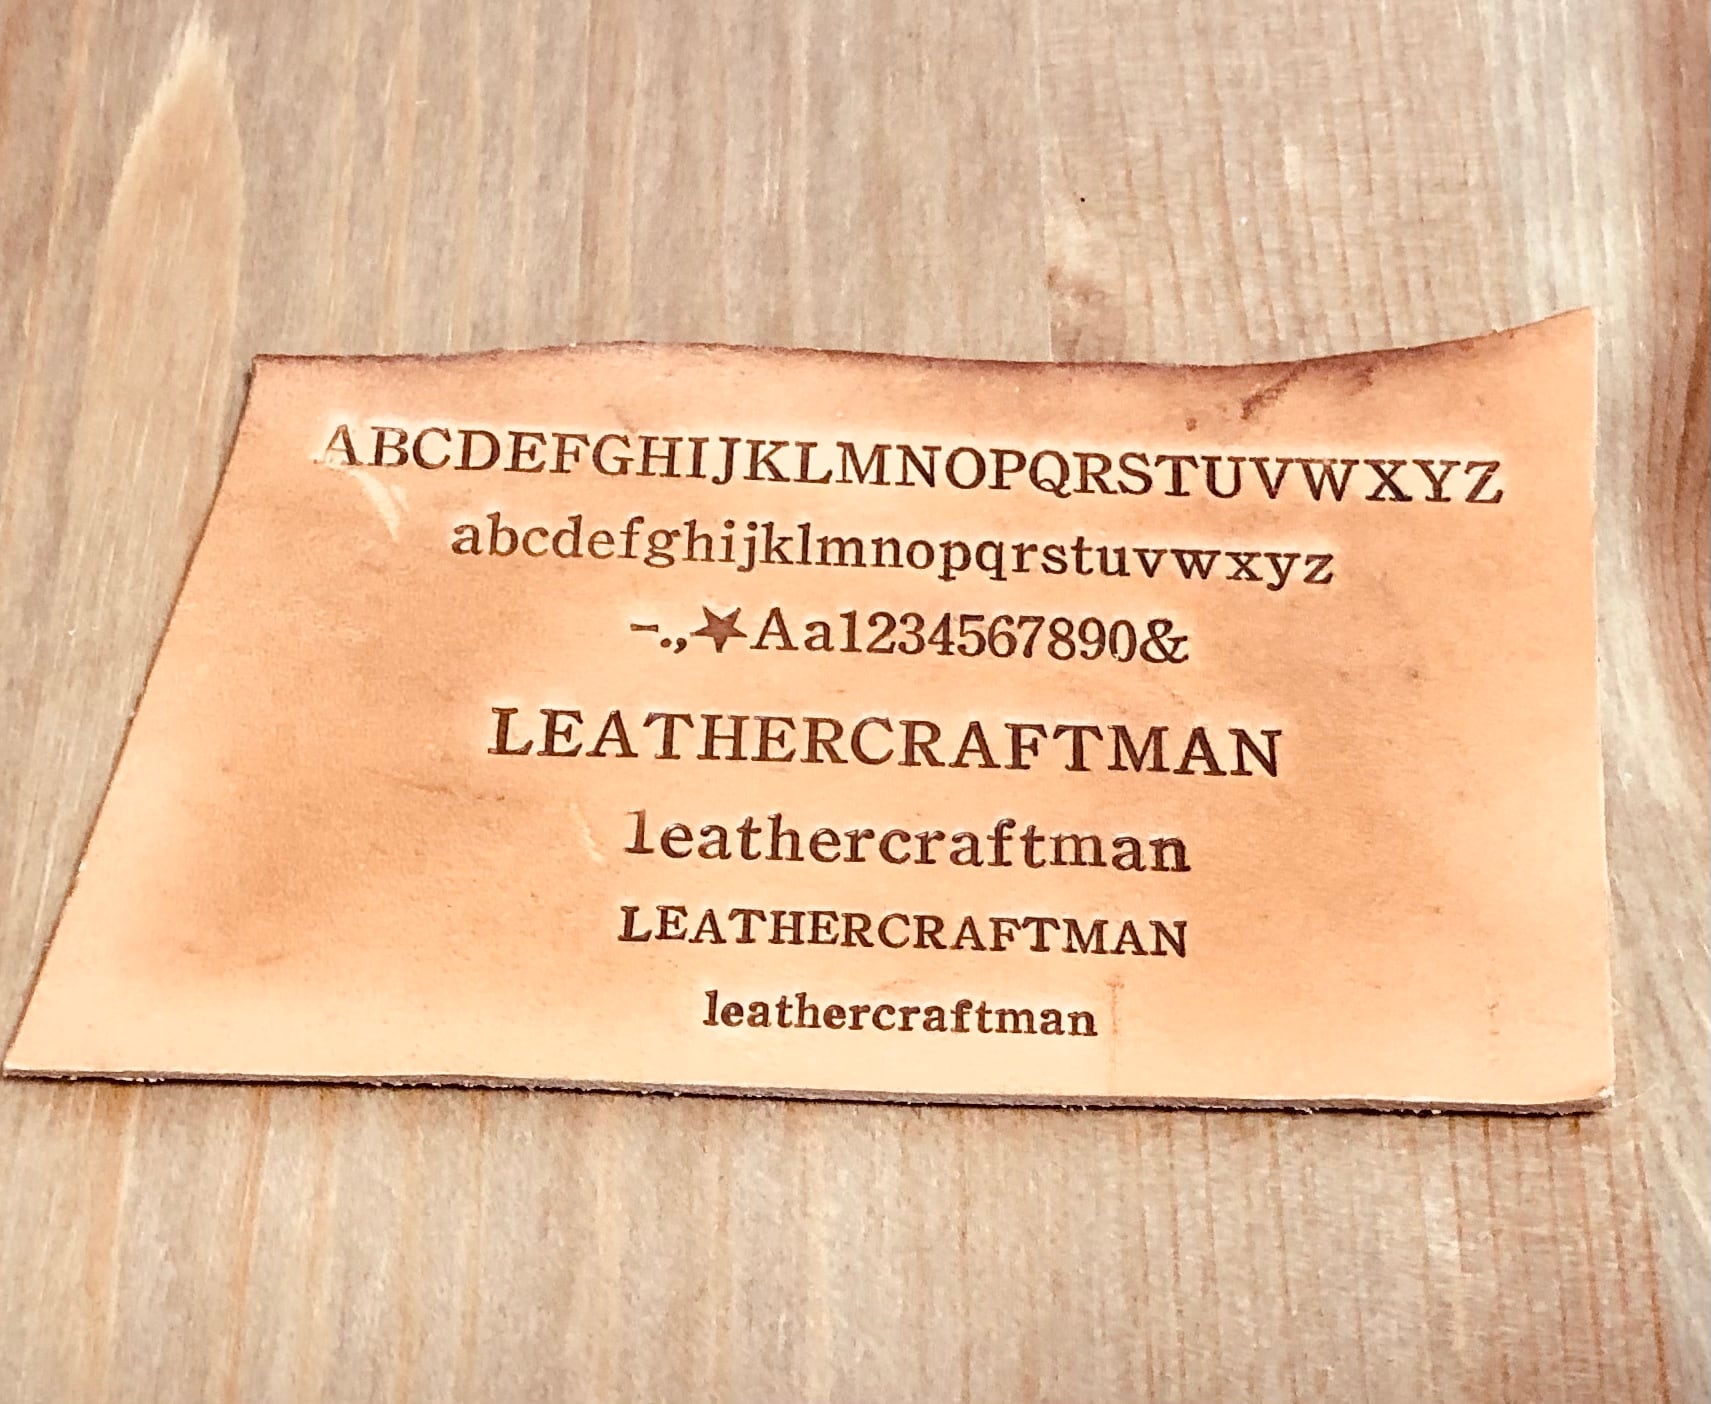 ABCDEFGHIJKLMNOPQRSTUVWXYZ
abcdefghijklmnopqrstuvwxyz
-.,★Aa1234567890&
LEATHERCRAFTMAN
leathercraftman
LEATHERCRAFTMAN
leathercraftman